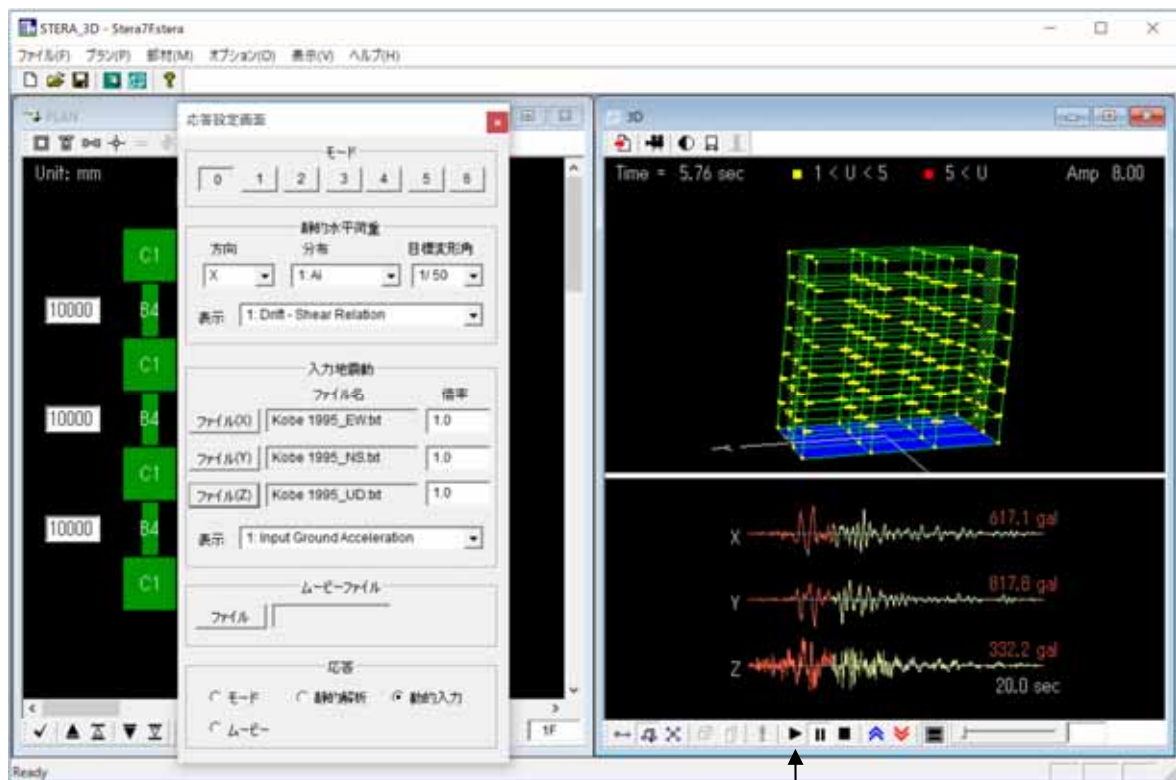 STERA_3D - Stera7Fstera
ファイル(F) プラン(P) 部材(M) オプション(O) 表示(V) ヘルプ(H)
PLAN
Unit: mm
C1
10000 B4
C1
10000 B4
C1
10000 B4
C1
1F
応答設定画面
モード
0 1 2 3 4 5 6
静的水平荷重
方向 分布 目標変形角
X 1: Ai 1/ 50
表示 1: Drift - Shear Relation
入力地震動
ファイル名 倍率
ファイル(X) Kobe 1995_EW.txt 1.0
ファイル(Y) Kobe 1995_NS.txt 1.0
ファイル(Z) Kobe 1995_UD.txt 1.0
表示 1: Input Ground Acceleration
ムービーファイル
ファイル
応答
モード 静的解析 動的入力
ムービー
3D
Time = 5.76 sec 1 < U < 5 5 < U Amp 8.00
X 617.1 gal
Y 817.8 gal
Z 332.2 gal
20.0 sec
Ready